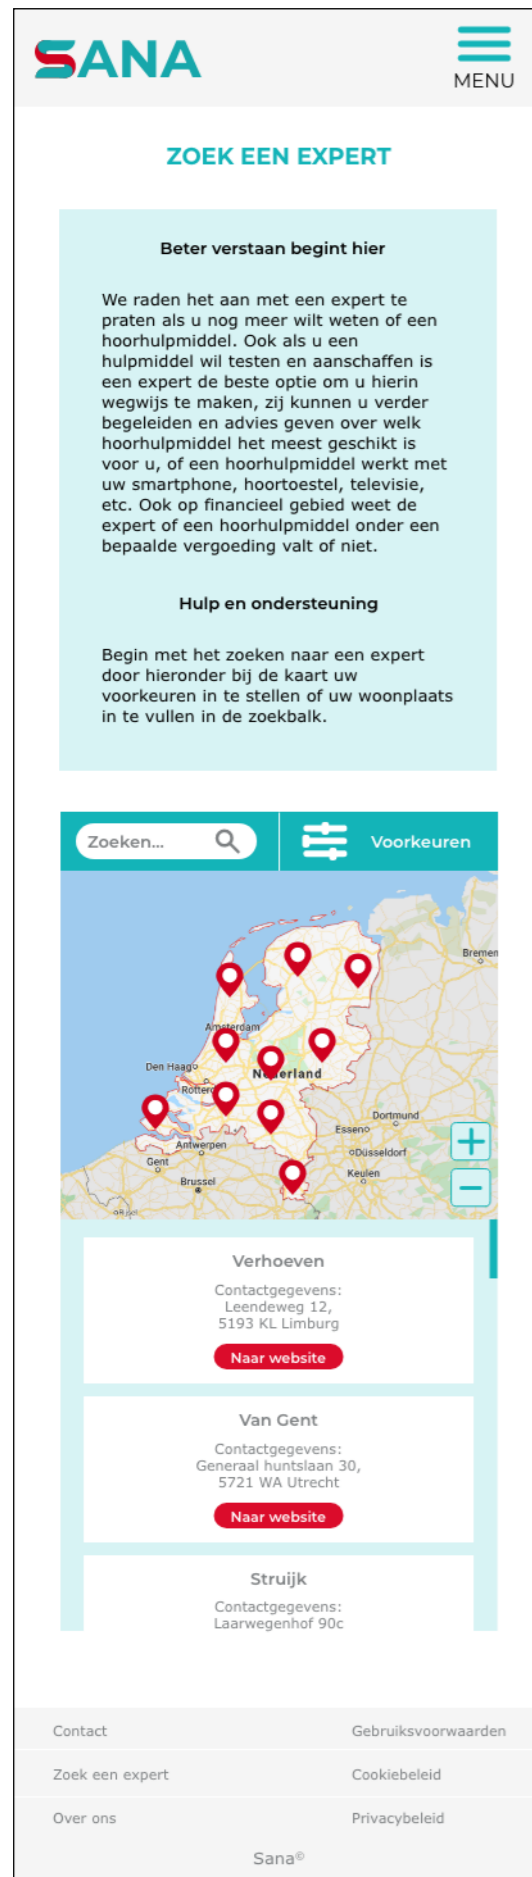 SANA
MENU
ZOEK EEN EXPERT
Beter verstaan begint hier
We raden het aan met een expert te
praten als u nog meer wilt weten of een
hoorhulpmiddel. Ook als u een
hulpmiddel wil testen en aanschaffen is
een expert de beste optie om u hierin
wegwijs te maken, zij kunnen u verder
begeleiden en advies geven over welk
hoorhulpmiddel het meest geschikt is
voor u, of een hoorhulpmiddel werkt met
uw smartphone, hoortoestel, televisie,
etc. Ook op financieel gebied weet de
expert of een hoorhulpmiddel onder een
bepaalde vergoeding valt of niet.
Hulp en ondersteuning
Begin met het zoeken naar een expert
door hieronder bij de kaart uw
voorkeuren in te stellen of uw woonplaats
in te vullen in de zoekbalk.
Zoeken...
Voorkeuren
Bremen
Amsterdam
Den Haag
Nederland
Dortmund
Essen
Antwerpen
Düsseldorf
Gent
Keulen
Brussel
Verhoeven
Contactgegevens:
Leendeweg 12,
5193 KL Limburg
Naar website
Van Gent
Contactgegevens:
Generaal huntslaan 30,
5721 WA Utrecht
Naar website
Struijk
Contactgegevens:
Laarwegenhof 90c
Contact
Gebruiksvoorwaarden
Zoek een expert
Cookiebeleid
Over ons
Privacybeleid
Sana©